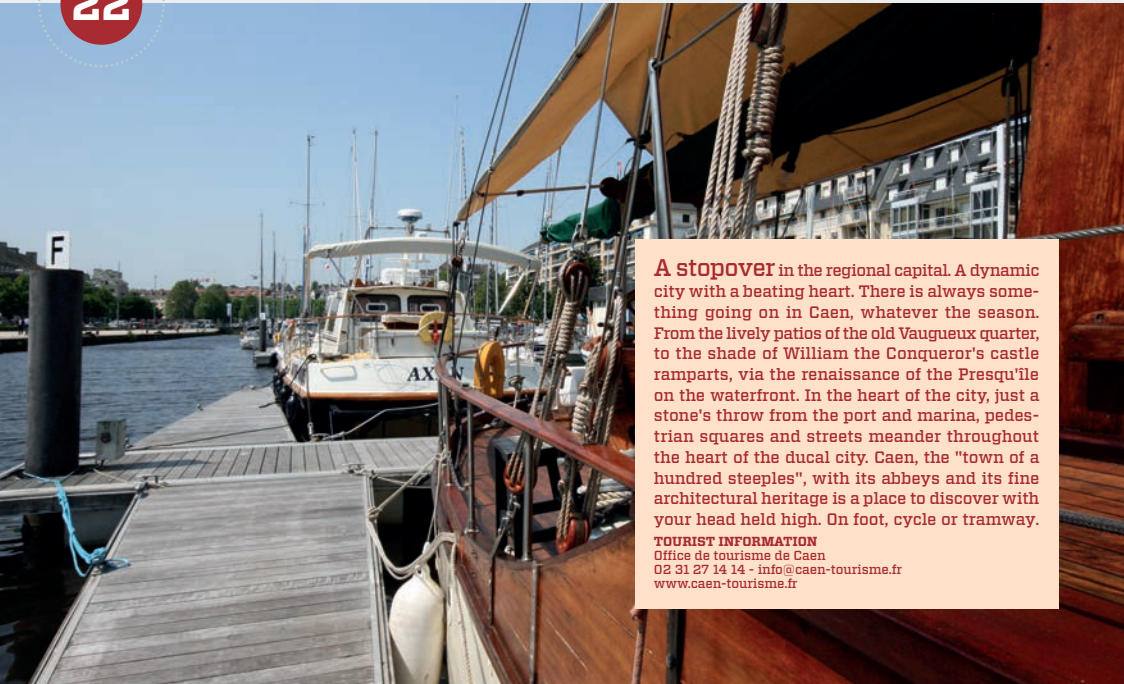 22
F
AX
A stopover in the regional capital. A dynamic
city with a beating heart. There is always some-
thing going on in Caen, whatever the season.
From the lively patios of the old Vaugueux quarter,
to the shade of William the Conqueror's castle
ramparts, via the renaissance of the Presqu'île
on the waterfront. In the heart of the city, just a
stone's throw from the port and marina, pedes-
trian squares and streets meander throughout
the heart of the ducal city. Caen, the "town of a
hundred steeples", with its abbeys and its fine
architectural heritage is a place to discover with
your head held high. On foot, cycle or tramway.
TOURIST INFORMATION
Office de tourisme de Caen
02 31 27 14 14 - info@caen-tourisme.fr
www.caen-tourisme.fr